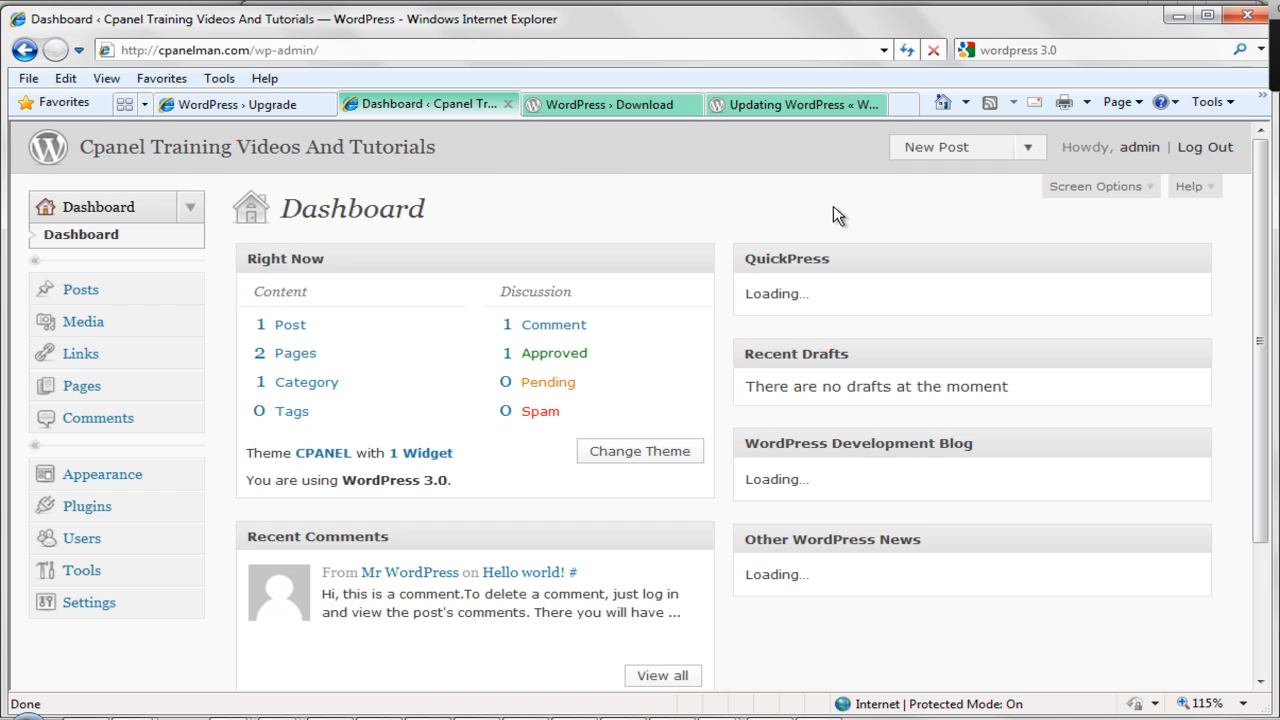 Dashboard ‹ Cpanel Training Videos And Tutorials — WordPress - Windows Internet Explorer
http://cpanelman.com/wp-admin/
wordpress 3.0
File Edit View Favorites Tools Help
Favorites
WordPress › Upgrade
Dashboard ‹ Cpanel Tr...
WordPress › Download
Updating WordPress « W...
Page
Tools
Cpanel Training Videos And Tutorials
New Post
Howdy, admin | Log Out
Screen Options
Help
Dashboard
Dashboard
Posts
Media
Links
Pages
Comments
Appearance
Plugins
Users
Tools
Settings
Dashboard
Right Now
Content
Discussion
1 Post
1 Comment
2 Pages
1 Approved
1 Category
0 Pending
0 Tags
0 Spam
Theme CPANEL with 1 Widget
Change Theme
You are using WordPress 3.0.
Recent Comments
From Mr WordPress on Hello world! #
Hi, this is a comment.To delete a comment, just log in
and view the post's comments. There you will have ...
View all
QuickPress
Loading...
Recent Drafts
There are no drafts at the moment
WordPress Development Blog
Loading...
Other WordPress News
Loading...
Done
Internet | Protected Mode: On
115%